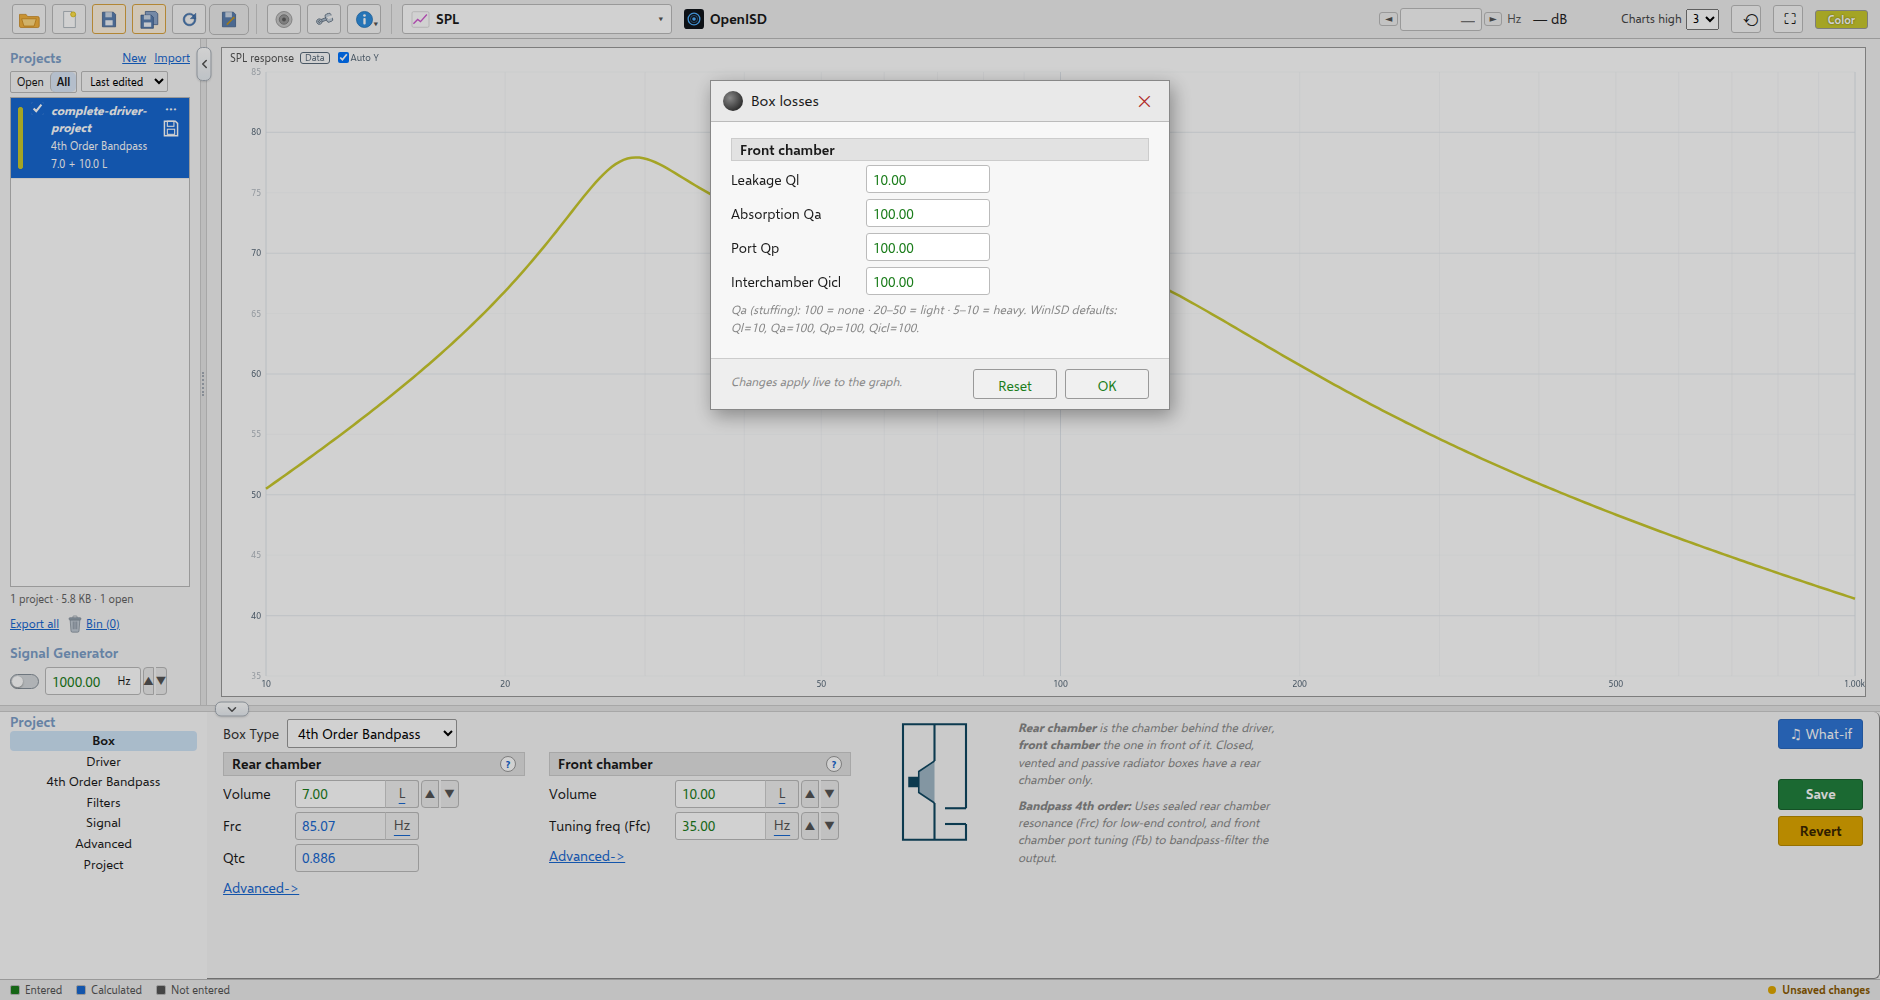 SPL
OpenISD
— Hz — dB
Charts high 3
Color
Projects New Import
Open All Last edited
complete-driver-
project
4th Order Bandpass
7.0 + 10.0 L
1 project · 5.8 KB · 1 open
Export all Bin (0)
Signal Generator
1000.00 Hz
SPL response Data Auto Y
85
80
75
70
65
60
55
50
45
40
35
10 20 50 100 200 500 1.00k
Box losses
Front chamber
Leakage Ql 10.00
Absorption Qa 100.00
Port Qp 100.00
Interchamber Qicl 100.00
Qa (stuffing): 100 = none · 20–50 = light · 5–10 = heavy. WinISD defaults:
Ql=10, Qa=100, Qp=100, Qicl=100.
Changes apply live to the graph.
Reset OK
Project
Box
Driver
4th Order Bandpass
Filters
Signal
Advanced
Project
Box Type 4th Order Bandpass
Rear chamber ?
Volume 7.00 L
Frc 85.07 Hz
Qtc 0.886
Advanced->
Front chamber ?
Volume 10.00 L
Tuning freq (Ffc) 35.00 Hz
Advanced->
Rear chamber is the chamber behind the driver,
front chamber the one in front of it. Closed,
vented and passive radiator boxes have a rear
chamber only.
Bandpass 4th order: Uses sealed rear chamber
resonance (Frc) for low-end control, and front
chamber port tuning (Fb) to bandpass-filter the
output.
♫ What-if
Save
Revert
Entered Calculated Not entered
Unsaved changes